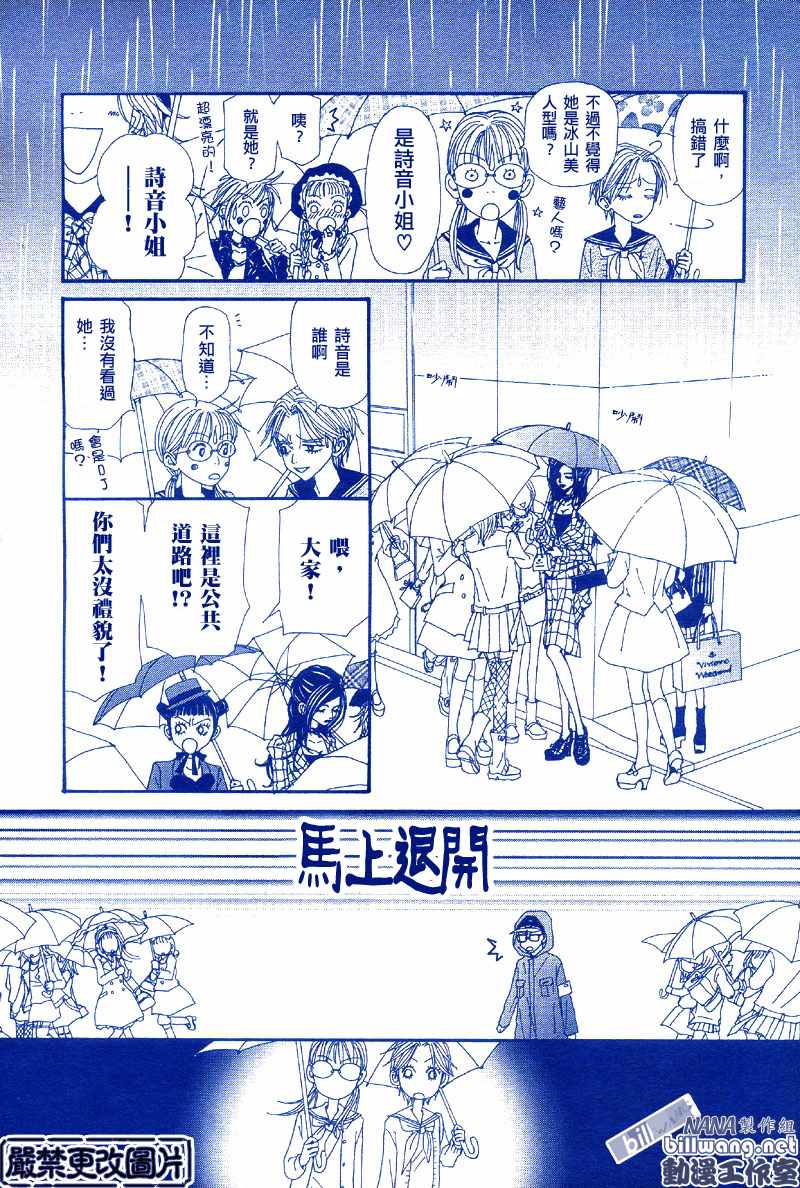 什麼啊，
搞錯了
不過不覺得
她是冰山美
人型嗎？
藝人嗎？
是詩音小姐♡
咦？
就是她？
超漂亮的！
詩音小姐
——！
吵鬧
吵鬧
Vivienne
Westwood
詩音是
誰啊
不知道…
我沒有看過
她…
會是DJ
嗎？
喂，
大家！
這裡是公共
道路吧!?
你們太沒禮貌了！
馬上退開
嚴禁更改圖片
bill
NANA製作組
billwang.net
動漫工作室